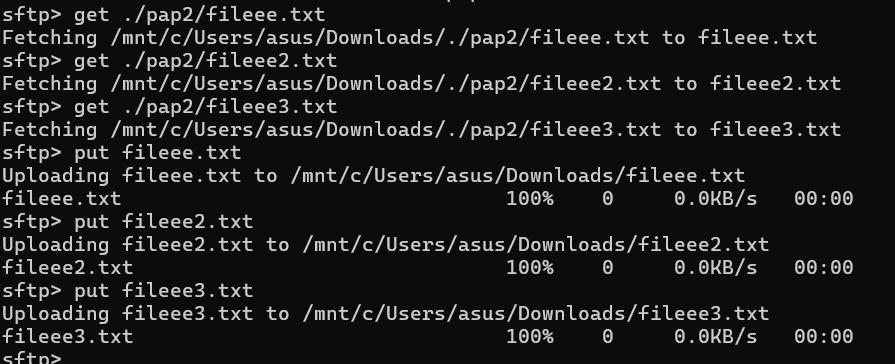 sftp> get ./pap2/fileee.txt
Fetching /mnt/c/Users/asus/Downloads/./pap2/fileee.txt to fileee.txt
sftp> get ./pap2/fileee2.txt
Fetching /mnt/c/Users/asus/Downloads/./pap2/fileee2.txt to fileee2.txt
sftp> get ./pap2/fileee3.txt
Fetching /mnt/c/Users/asus/Downloads/./pap2/fileee3.txt to fileee3.txt
sftp> put fileee.txt
Uploading fileee.txt to /mnt/c/Users/asus/Downloads/fileee.txt
fileee.txt 100% 0 0.0KB/s 00:00
sftp> put fileee2.txt
Uploading fileee2.txt to /mnt/c/Users/asus/Downloads/fileee2.txt
fileee2.txt 100% 0 0.0KB/s 00:00
sftp> put fileee3.txt
Uploading fileee3.txt to /mnt/c/Users/asus/Downloads/fileee3.txt
fileee3.txt 100% 0 0.0KB/s 00:00
sftp>